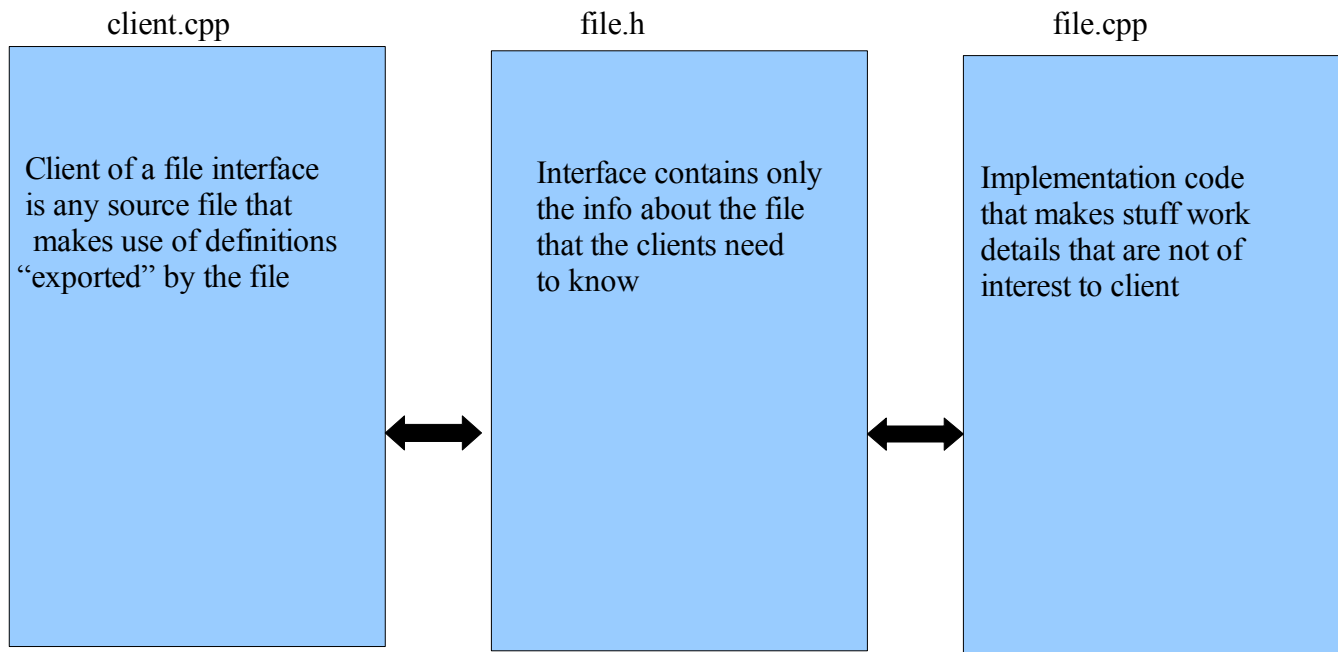 client.cpp
file.h
file.cpp
Client of a file interface
is any source file that
makes use of definitions
“exported” by the file
Interface contains only
the info about the file
that the clients need
to know
Implementation code
that makes stuff work
details that are not of
interest to client